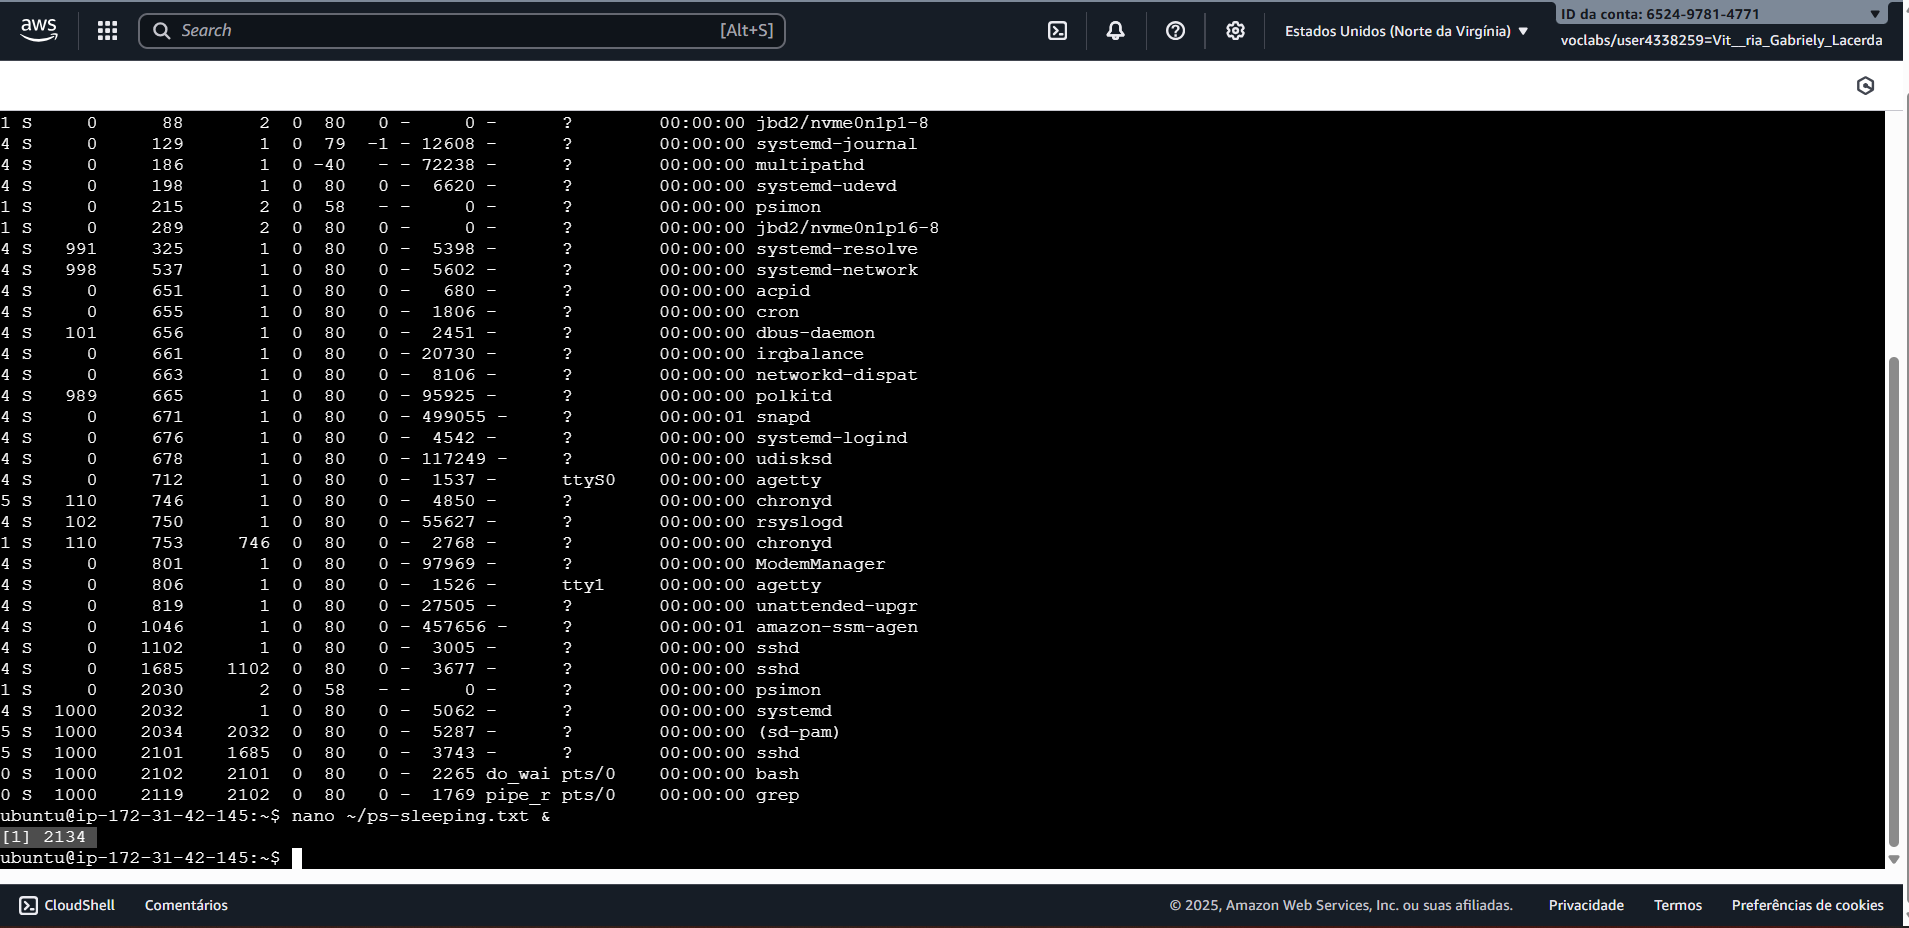 aws
Search [Alt+S]
Estados Unidos (Norte da Virgínia) ▼
ID da conta: 6524-9781-4771 ▼
voclabs/user4338259=Vit__ria_Gabriely_Lacerda
1 S 0 88 2 0 80 0 - 0 - ? 00:00:00 jbd2/nvme0n1p1-8
4 S 0 129 1 0 79 -1 - 12608 - ? 00:00:00 systemd-journal
4 S 0 186 1 0 -40 - - 72238 - ? 00:00:00 multipathd
4 S 0 198 1 0 80 0 - 6620 - ? 00:00:00 systemd-udevd
1 S 0 215 2 0 58 - - 0 - ? 00:00:00 psimon
1 S 0 289 2 0 80 0 - 0 - ? 00:00:00 jbd2/nvme0n1p16-8
4 S 991 325 1 0 80 0 - 5398 - ? 00:00:00 systemd-resolve
4 S 998 537 1 0 80 0 - 5602 - ? 00:00:00 systemd-network
4 S 0 651 1 0 80 0 - 680 - ? 00:00:00 acpid
4 S 0 655 1 0 80 0 - 1806 - ? 00:00:00 cron
4 S 101 656 1 0 80 0 - 2451 - ? 00:00:00 dbus-daemon
4 S 0 661 1 0 80 0 - 20730 - ? 00:00:00 irqbalance
4 S 0 663 1 0 80 0 - 8106 - ? 00:00:00 networkd-dispat
4 S 989 665 1 0 80 0 - 95925 - ? 00:00:00 polkitd
4 S 0 671 1 0 80 0 - 499055 - ? 00:00:01 snapd
4 S 0 676 1 0 80 0 - 4542 - ? 00:00:00 systemd-logind
4 S 0 678 1 0 80 0 - 117249 - ? 00:00:00 udisksd
4 S 0 712 1 0 80 0 - 1537 - ttyS0 00:00:00 agetty
5 S 110 746 1 0 80 0 - 4850 - ? 00:00:00 chronyd
4 S 102 750 1 0 80 0 - 55627 - ? 00:00:00 rsyslogd
1 S 110 753 746 0 80 0 - 2768 - ? 00:00:00 chronyd
4 S 0 801 1 0 80 0 - 97969 - ? 00:00:00 ModemManager
4 S 0 806 1 0 80 0 - 1526 - tty1 00:00:00 agetty
4 S 0 819 1 0 80 0 - 27505 - ? 00:00:00 unattended-upgr
4 S 0 1046 1 0 80 0 - 457656 - ? 00:00:01 amazon-ssm-agen
4 S 0 1102 1 0 80 0 - 3005 - ? 00:00:00 sshd
4 S 0 1685 1102 0 80 0 - 3677 - ? 00:00:00 sshd
1 S 0 2030 2 0 58 - - 0 - ? 00:00:00 psimon
4 S 1000 2032 1 0 80 0 - 5062 - ? 00:00:00 systemd
5 S 1000 2034 2032 0 80 0 - 5287 - ? 00:00:00 (sd-pam)
5 S 1000 2101 1685 0 80 0 - 3743 - ? 00:00:00 sshd
0 S 1000 2102 2101 0 80 0 - 2265 do_wai pts/0 00:00:00 bash
0 S 1000 2119 2102 0 80 0 - 1769 pipe_r pts/0 00:00:00 grep
ubuntu@ip-172-31-42-145:~$ nano ~/ps-sleeping.txt &
[1] 2134
ubuntu@ip-172-31-42-145:~$
CloudShell Comentários © 2025, Amazon Web Services, Inc. ou suas afiliadas. Privacidade Termos Preferências de cookies